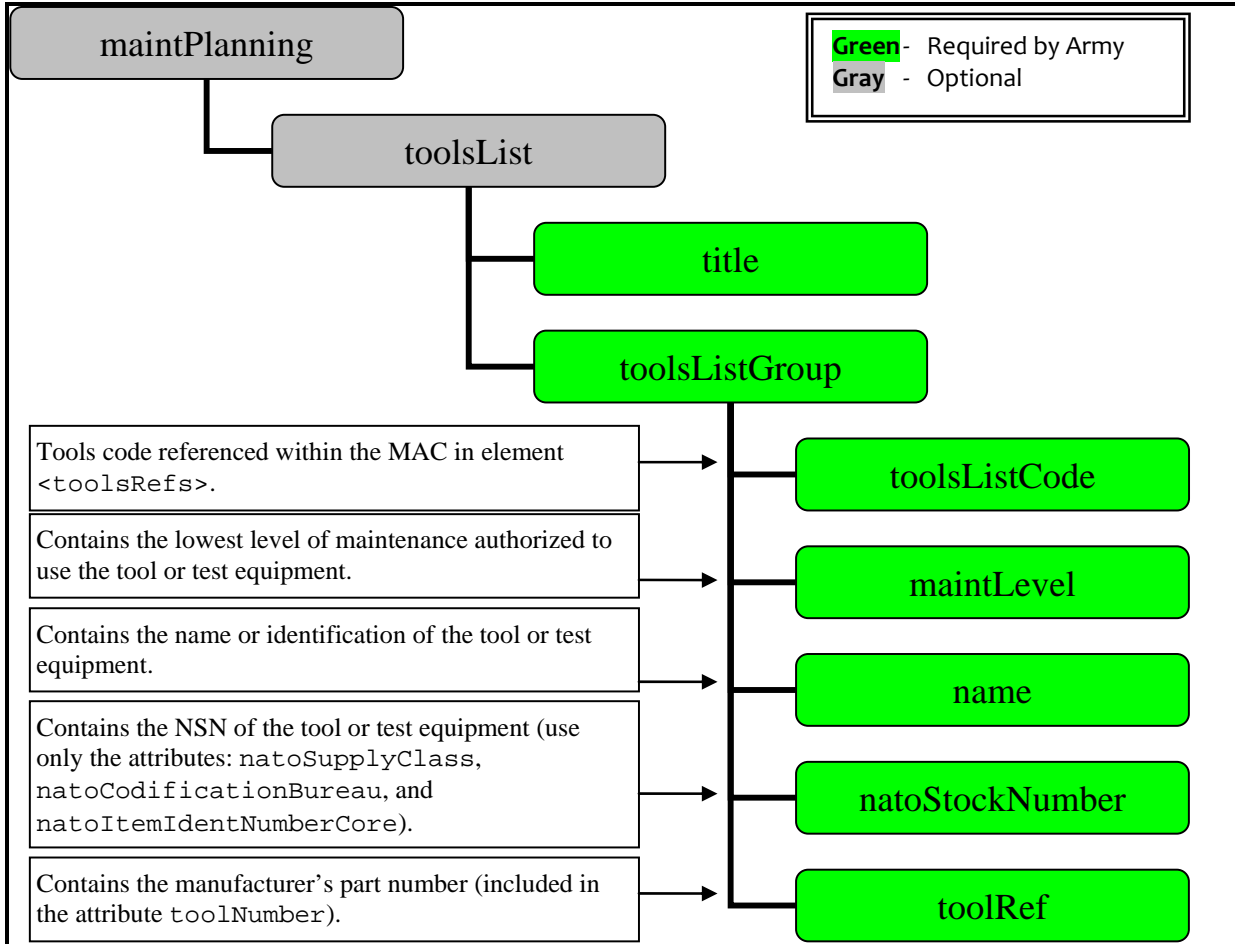 maintPlanning
Green - Required by Army
Gray - Optional
toolsList
title
toolsListGroup
Tools code referenced within the MAC in element
<toolsRefs>.
toolsListCode
Contains the lowest level of maintenance authorized to
use the tool or test equipment.
maintLevel
Contains the name or identification of the tool or test
equipment.
name
Contains the NSN of the tool or test equipment (use
only the attributes: natoSupplyClass,
natoCodificationBureau, and
natoItemIdentNumberCore).
natoStockNumber
Contains the manufacturer’s part number (included in
the attribute toolNumber).
toolRef